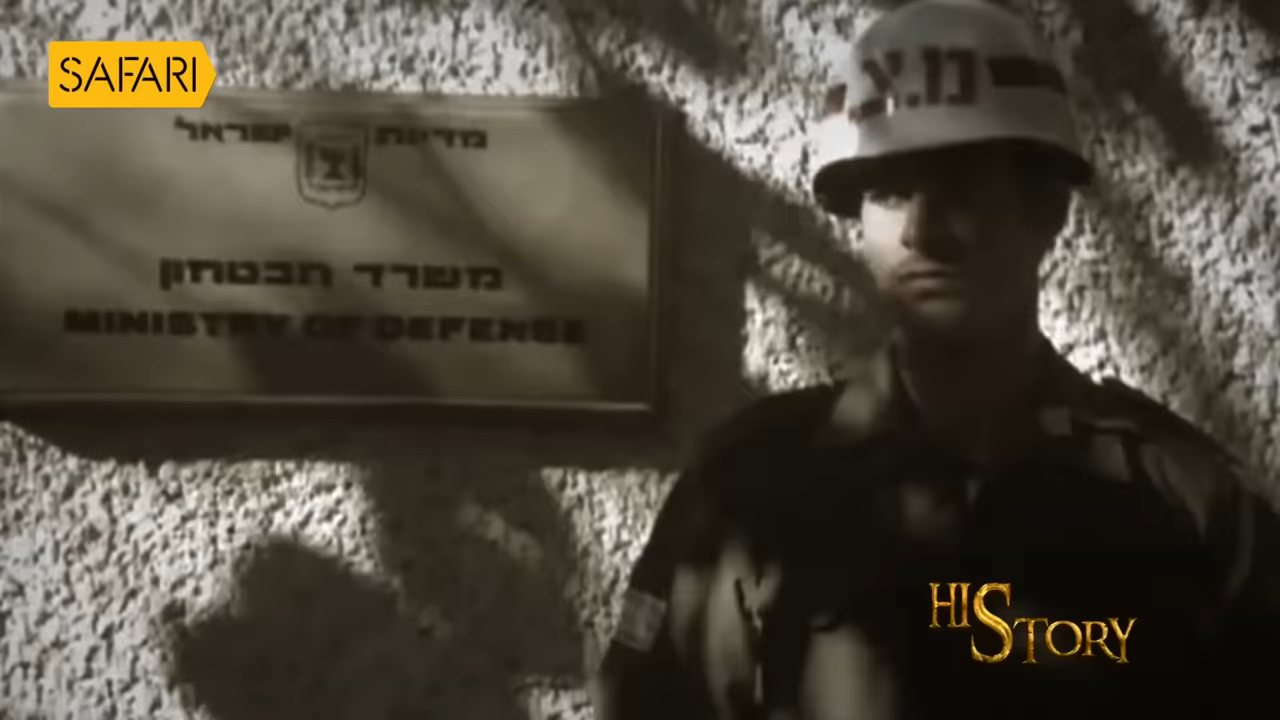 SAFARI
מדינת ישראל
משרד הבטחון
MINISTRY OF DEFENSE
מ.צ
HISTORY